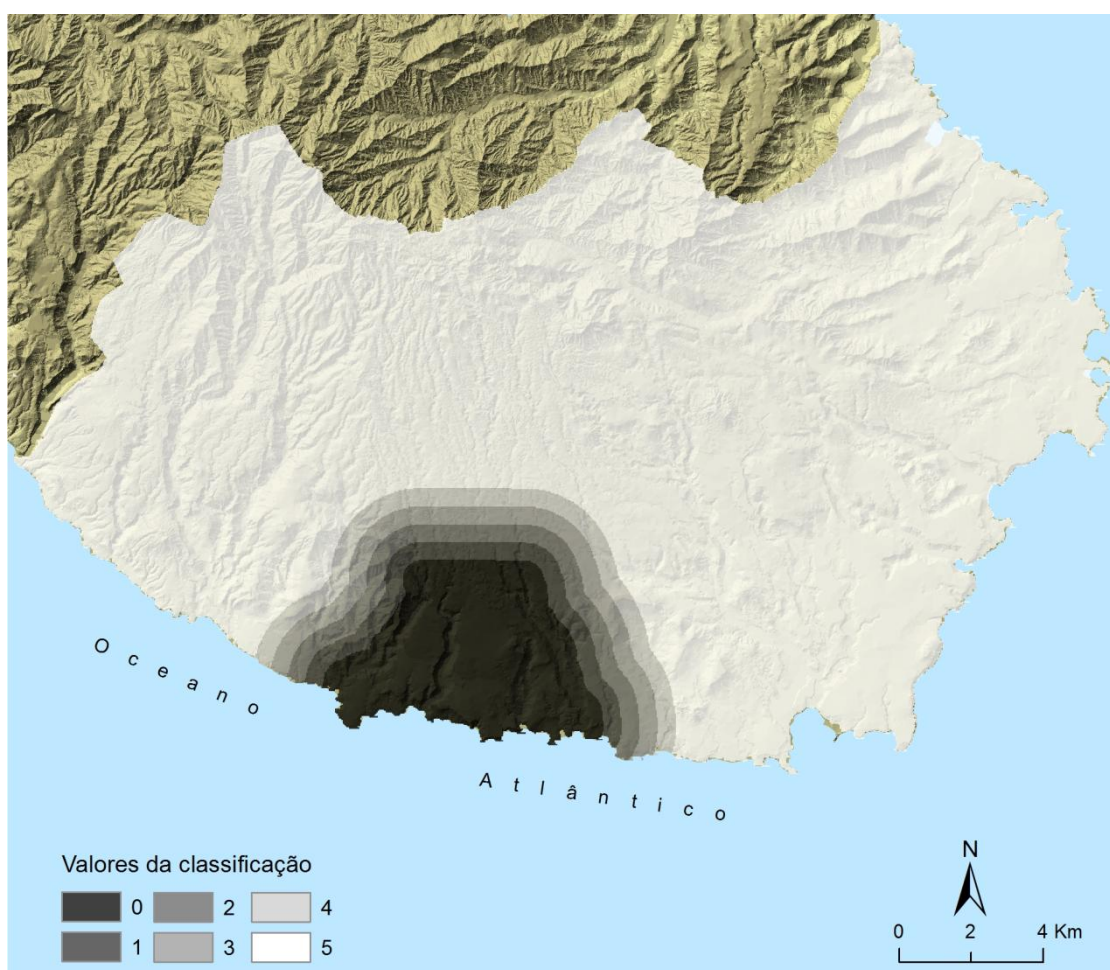 Oceano
Atlântico
Valores da classificação
0 2 4
1 3 5
N
0 2 4 Km